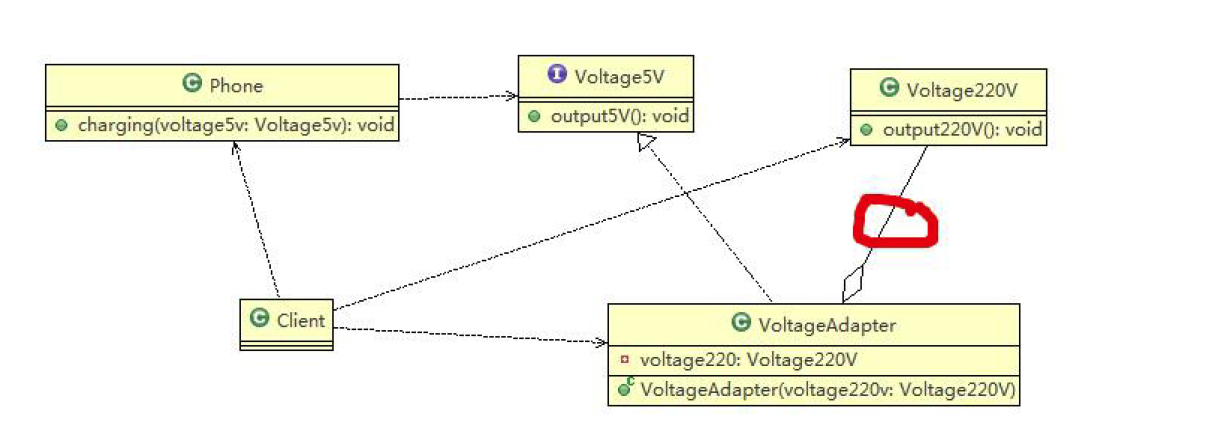 Phone
charging(voltage5v: Voltage5v): void
I Voltage5V
output5V(): void
C Voltage220V
output220V(): void
C Client
C VoltageAdapter
voltage220: Voltage220V
C VoltageAdapter(voltage220v: Voltage220V)